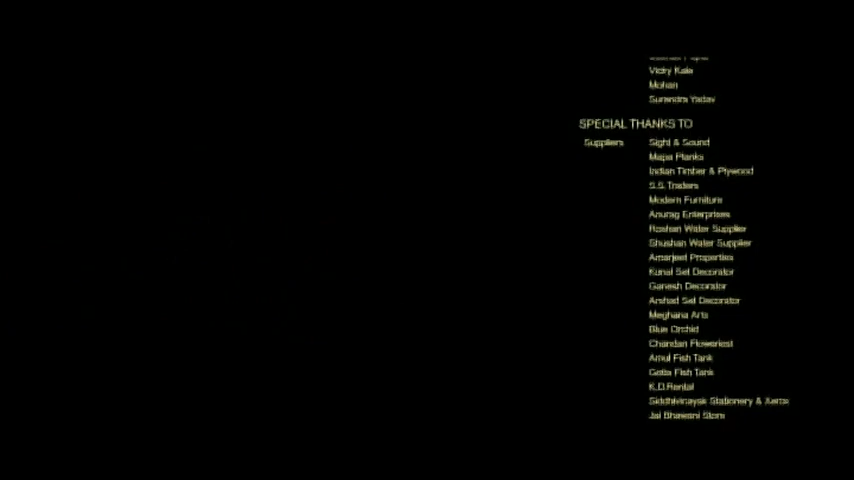 Vicky Kale
Mohan
Surendra Yadav
SPECIAL THANKS TO
Suppliers Sight & Sound
Mapa Planks
Indian Timber & Plywood
S.S.Traders
Modern Furniture
Anurag Enterprises
Roshan Water Supplier
Shushan Water Supplier
Amarjeet Properties
Kunal Set Decorator
Ganesh Decorator
Arshad Set Decorator
Meghana Arts
Blue Orchid
Chandan Floweriest
Amul Fish Tank
Fish Tank
K.D.Rental
Siddhivinayak Stationery & Xerox
Jai Bhawani Store